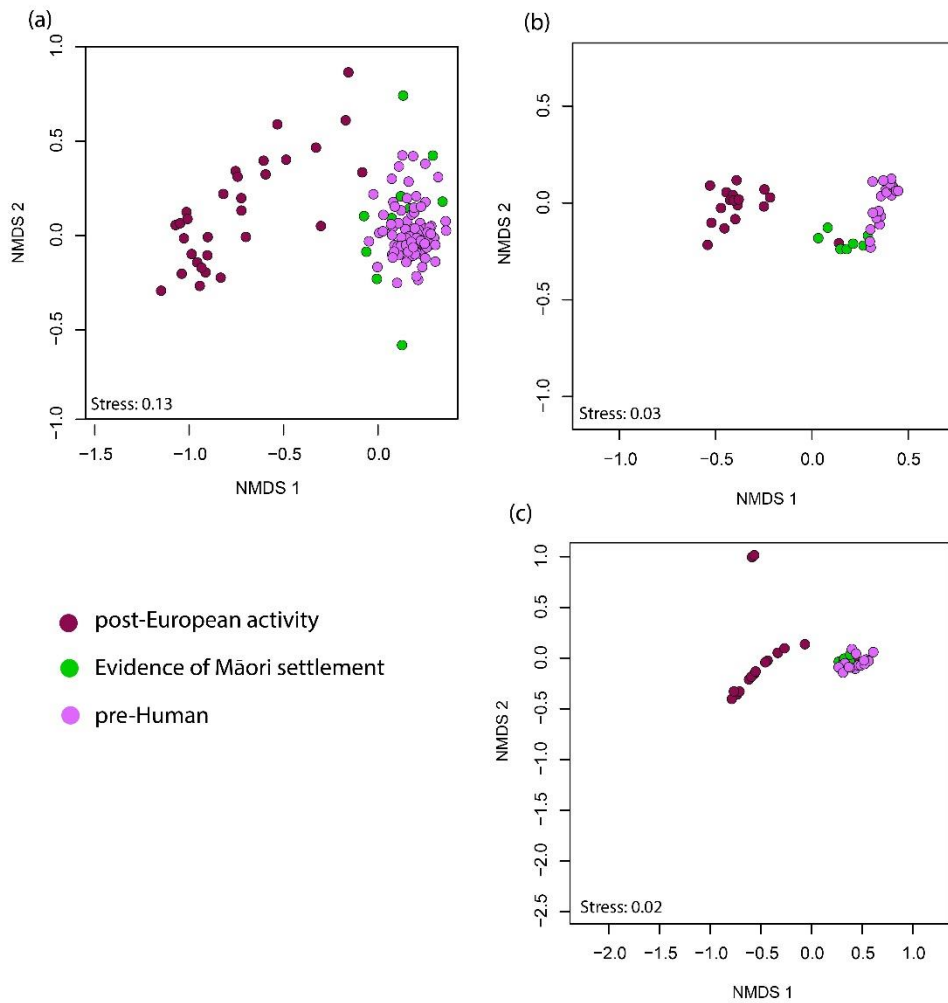 (a)
1.0
0.5
0.0
−0.5
−1.0
NMDS 2
Stress: 0.13
−1.5 −1.0 −0.5 0.0
NMDS 1
(b)
0.5
0.0
−0.5
−1.0
NMDS 2
Stress: 0.03
−1.0 −0.5 0.0 0.5
NMDS 1
(c)
1.0
0.5
0.0
−0.5
−1.0
−1.5
−2.0
−2.5
NMDS 2
Stress: 0.02
−2.0 −1.5 −1.0 −0.5 0.0 0.5 1.0
NMDS 1
post-European activity
Evidence of Māori settlement
pre-Human